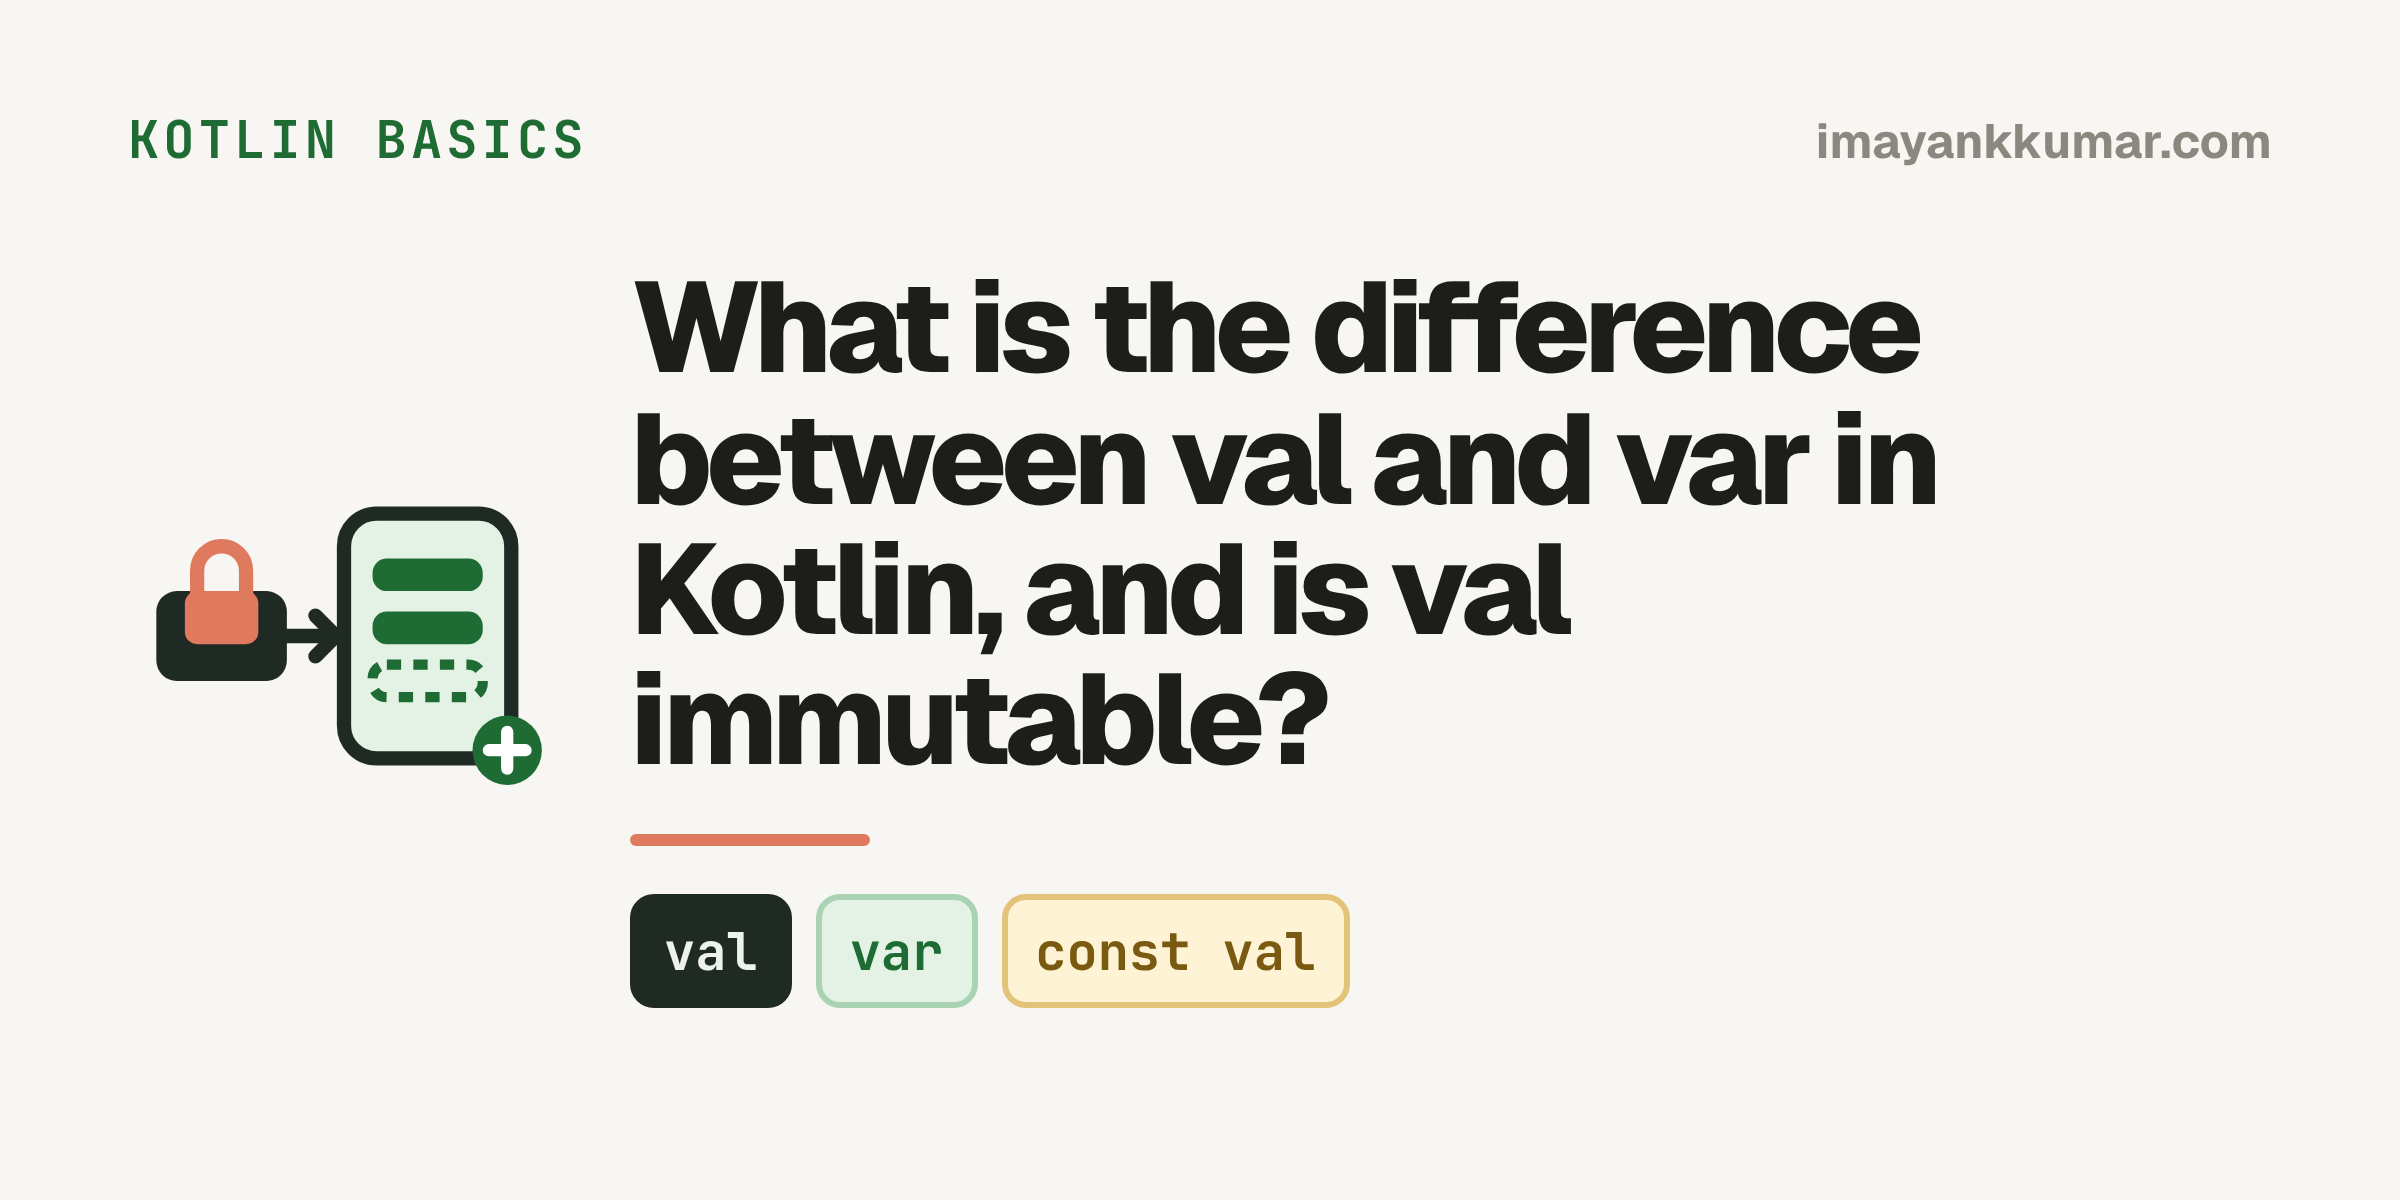 KOTLIN BASICS
imayankkumar.com
What is the difference
between val and var in
Kotlin, and is val
immutable?
val
var
const val